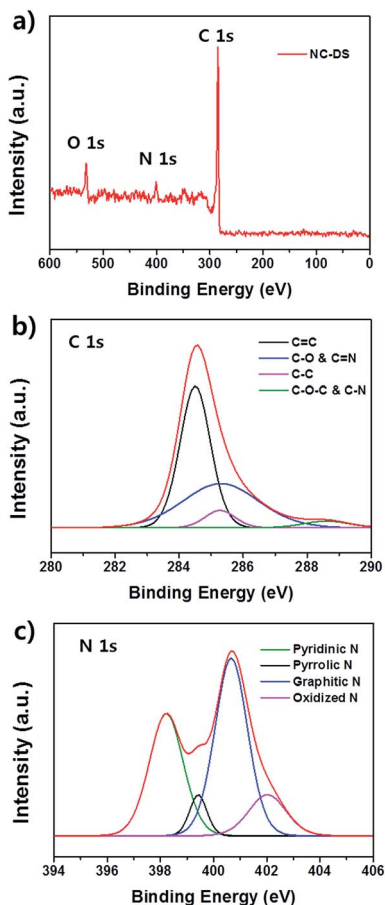 a)
C 1s
NC-DS
O 1s
N 1s
Intensity (a.u.)
600 500 400 300 200 100 0
Binding Energy (eV)
b)
C 1s
C=C
C-O & C=N
C-C
C-O-C & C-N
Intensity (a.u.)
280 282 284 286 288 290
Binding Energy (eV)
c)
N 1s
Pyridinic N
Pyrrolic N
Graphitic N
Oxidized N
Intensity (a.u.)
394 396 398 400 402 404 406
Binding Energy (eV)